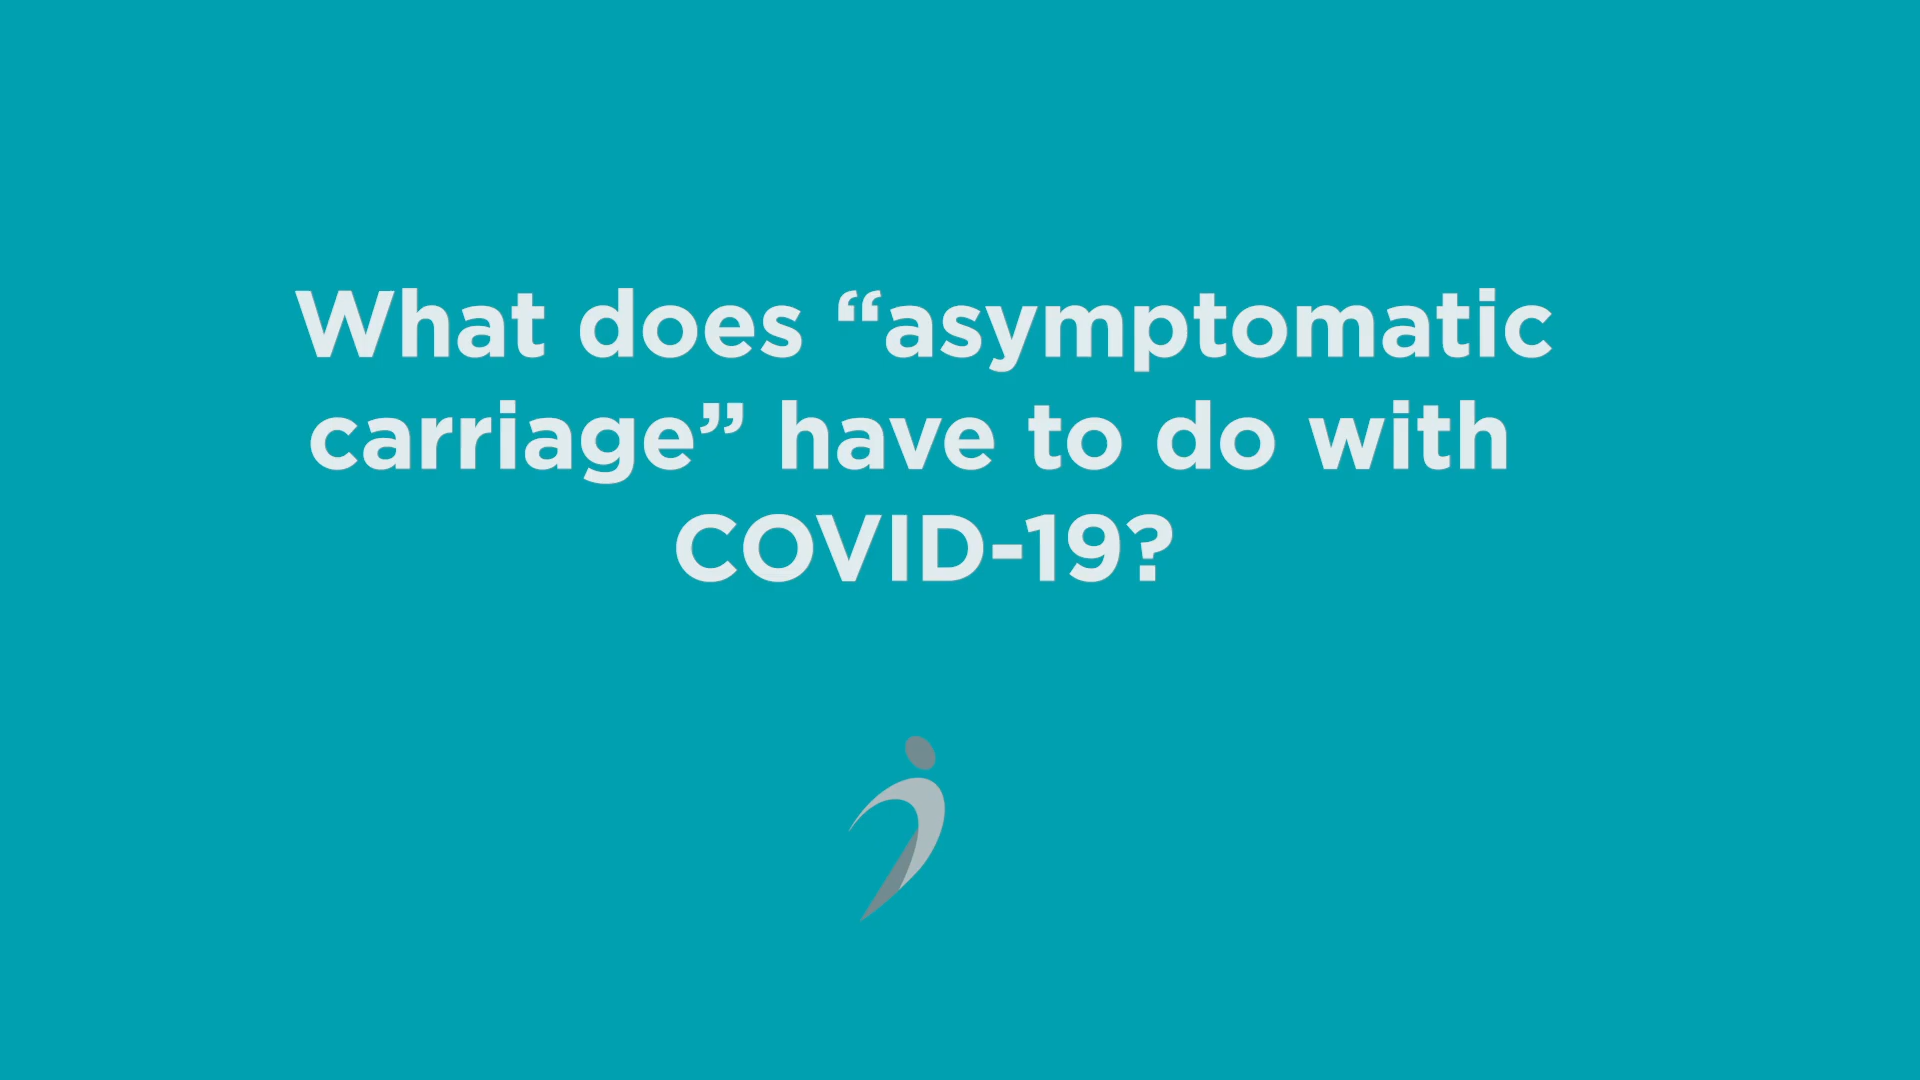 What does “asymptomatic
carriage” have to do with
COVID-19?